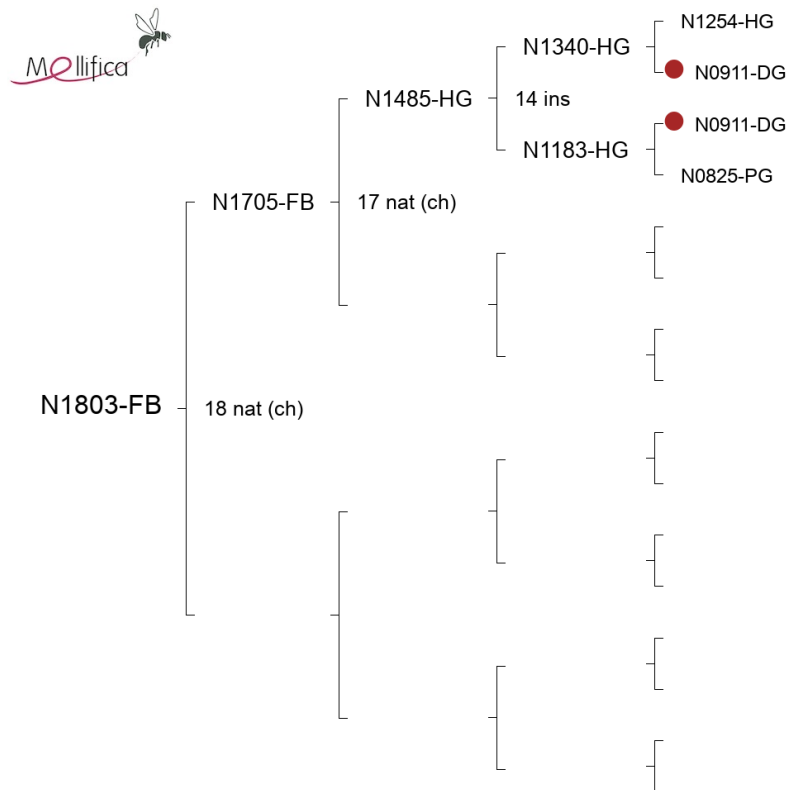 Mellifica
N1254-HG
N1340-HG
N0911-DG
N1485-HG
14 ins
N0911-DG
N1183-HG
N0825-PG
N1705-FB
17 nat (ch)
N1803-FB
18 nat (ch)